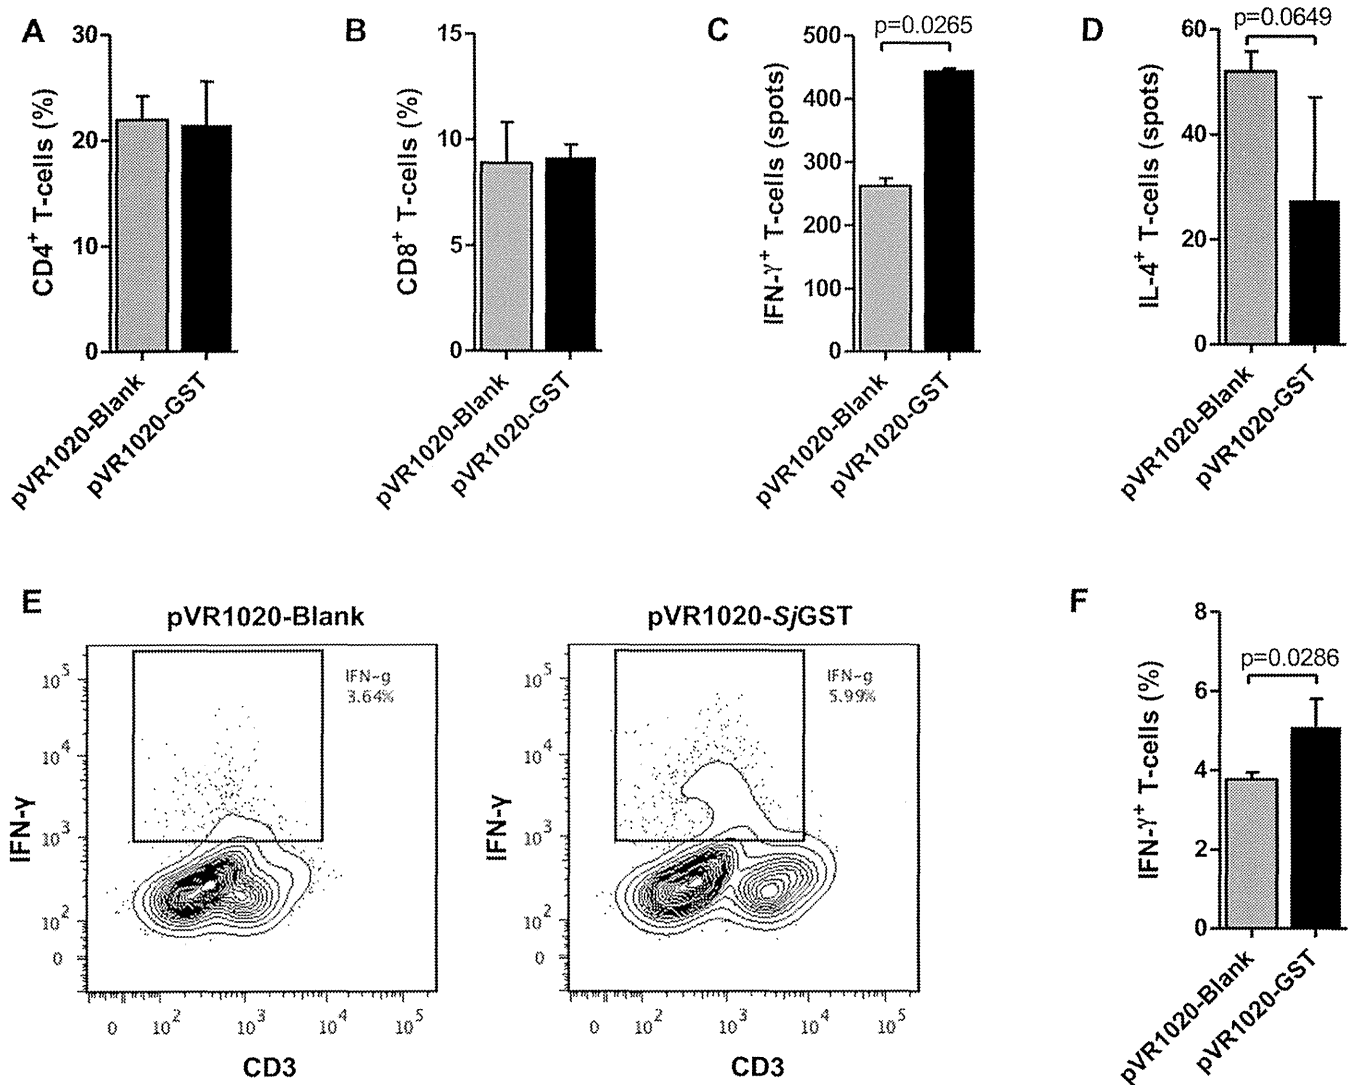 A
CD4+ T-cells (%)
30
20
10
0
pVR1020-Blank
pVR1020-GST
B
CD8+ T-cells (%)
15
10
5
0
pVR1020-Blank
pVR1020-GST
C
p=0.0265
IFN-γ+ T-cells (spots)
500
400
300
200
100
0
pVR1020-Blank
pVR1020-GST
D
p=0.0649
IL-4+ T-cells (spots)
60
40
20
0
pVR1020-Blank
pVR1020-GST
E
pVR1020-Blank
IFN-g
3.64%
IFN-γ
10^5
10^4
10^3
10^2
0
0 10^2 10^3 10^4 10^5
CD3
pVR1020-SjGST
IFN-g
5.99%
IFN-γ
10^5
10^4
10^3
10^2
0
0 10^2 10^3 10^4 10^5
CD3
F
p=0.0286
IFN-γ+ T-cells (%)
8
6
4
2
0
pVR1020-Blank
pVR1020-GST